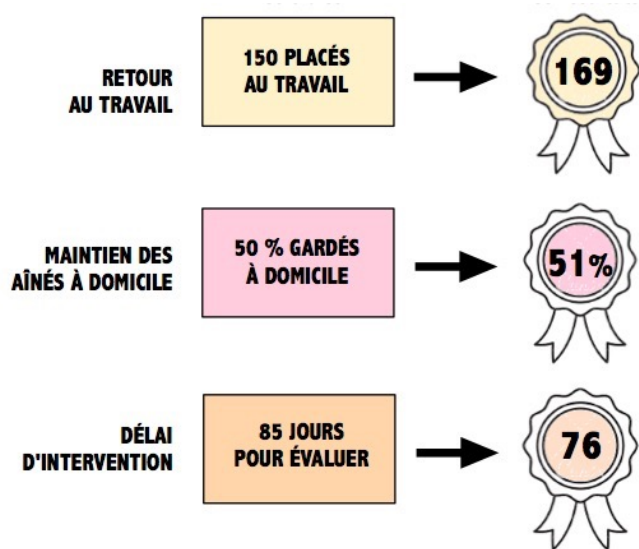 RETOUR
AU TRAVAIL
150 PLACÉS
AU TRAVAIL
169
MAINTIEN DES
AÎNÉS À DOMICILE
50 % GARDÉS
À DOMICILE
51%
DÉLAI
D'INTERVENTION
85 JOURS
POUR ÉVALUER
76